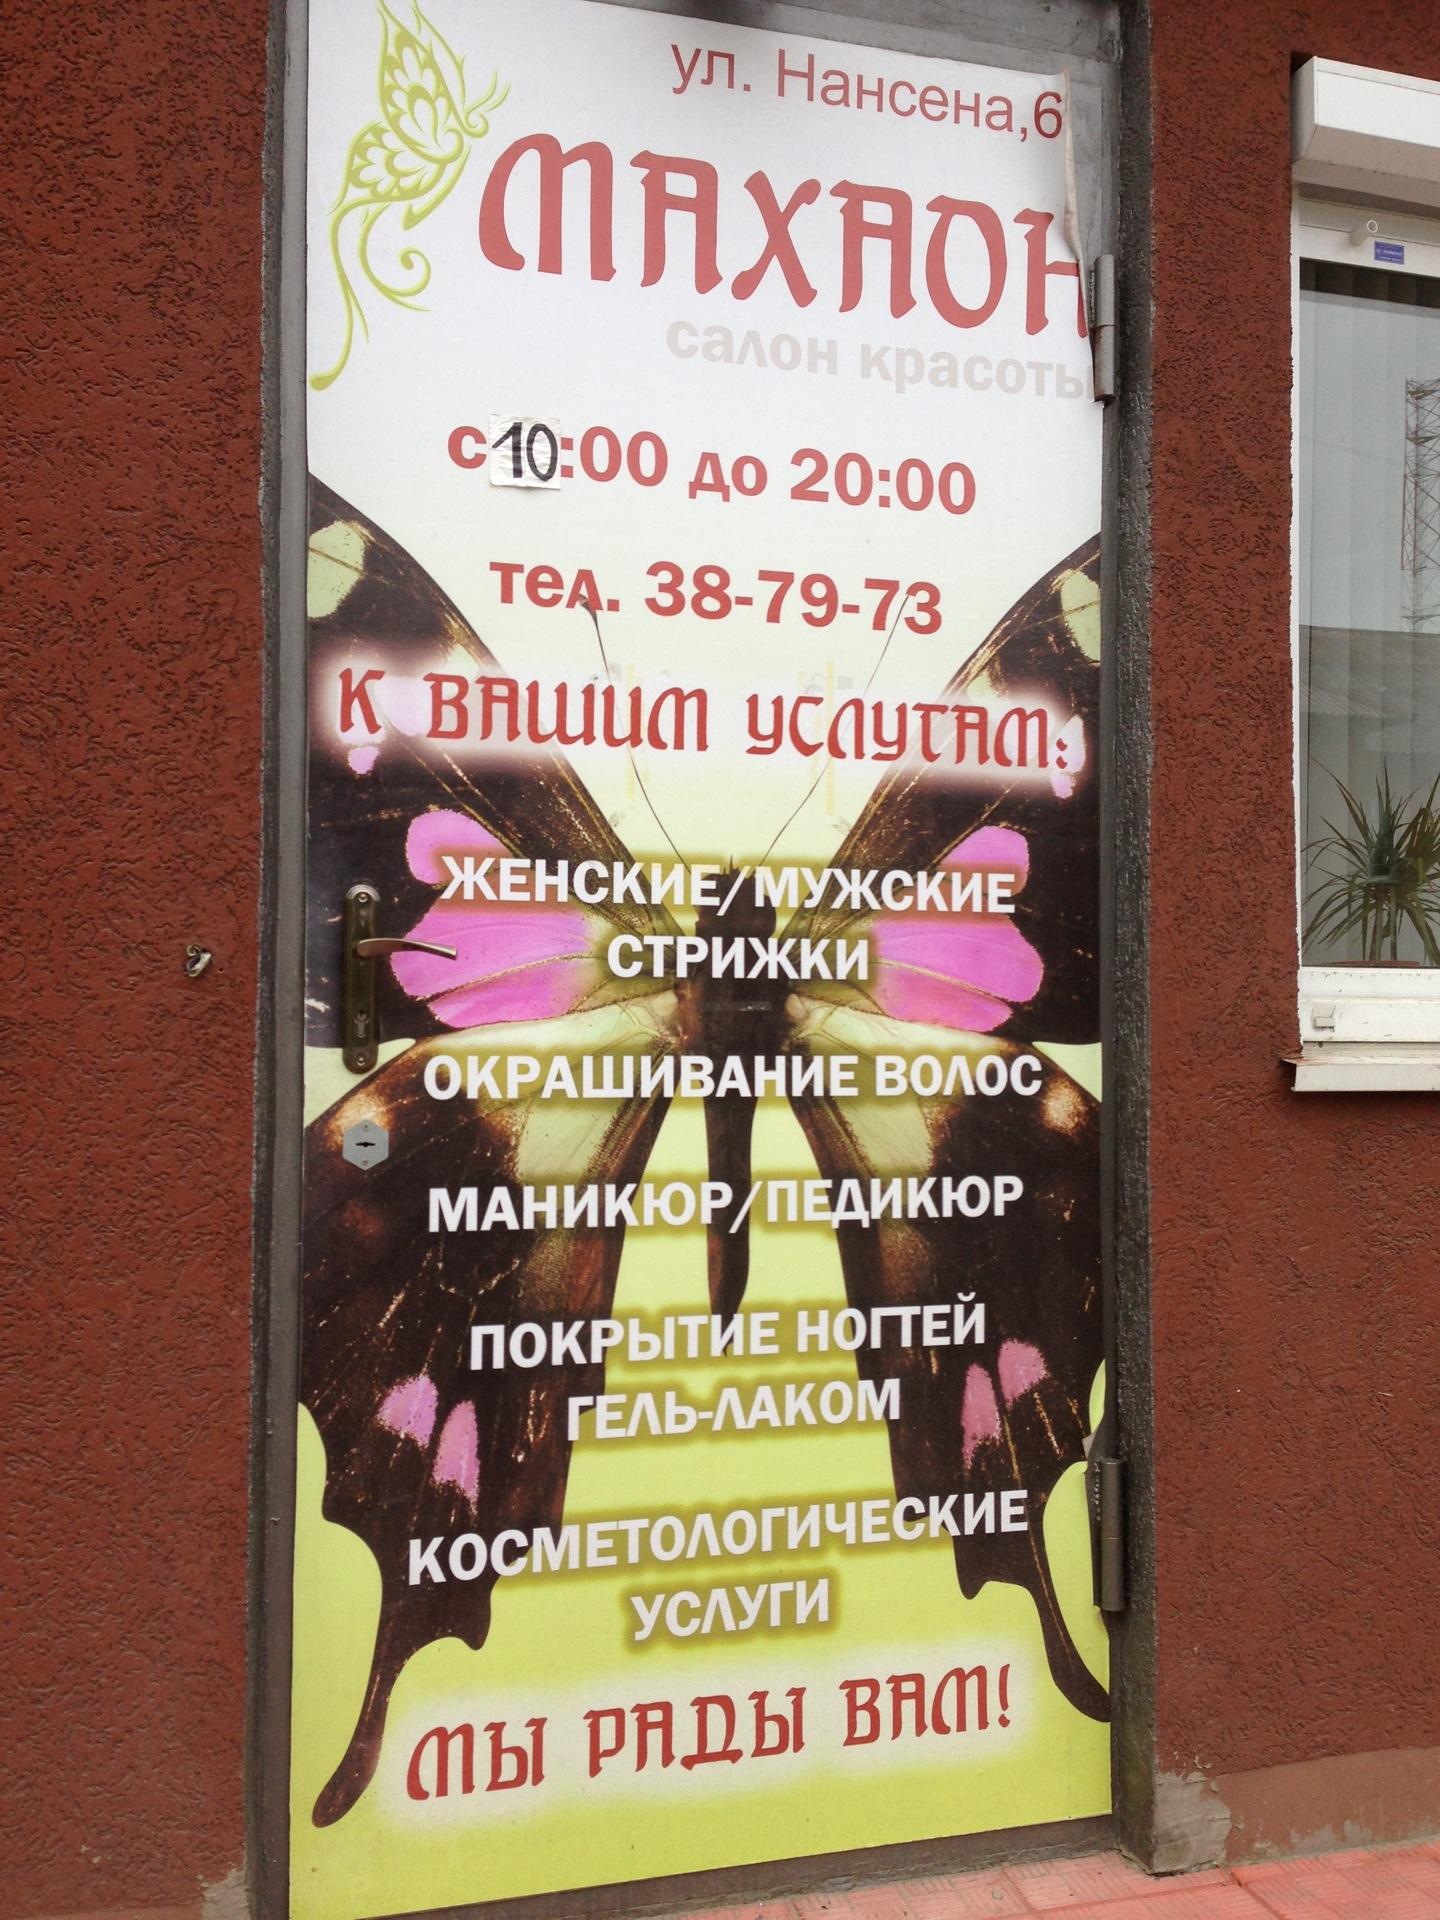 ул. Нансена,6
МАХАОН
салон красоты
с 10:00 до 20:00
тел. 38-79-73
К ВАШИМ УСЛУГАМ:
ЖЕНСКИЕ/МУЖСКИЕ
СТРИЖКИ
ОКРАШИВАНИЕ ВОЛОС
МАНИКЮР/ПЕДИКЮР
ПОКРЫТИЕ НОГТЕЙ
ГЕЛЬ-ЛАКОМ
КОСМЕТОЛОГИЧЕСКИЕ
УСЛУГИ
МЫ РАДЫ ВАМ!